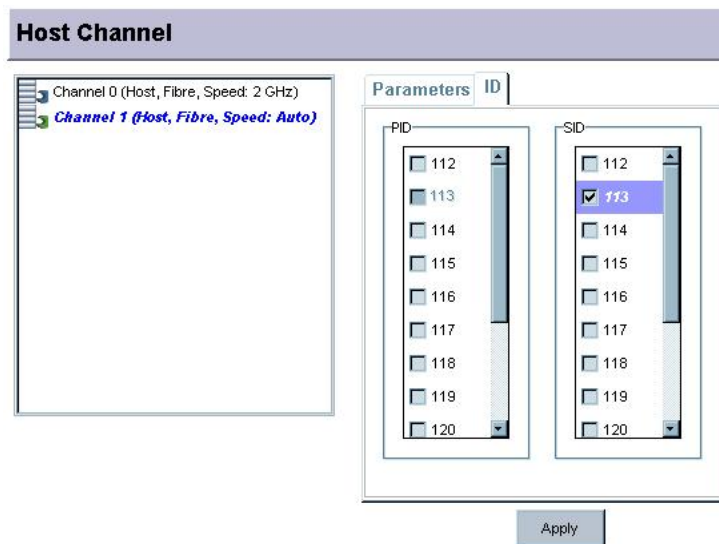 Host Channel
Channel 0 (Host, Fibre, Speed: 2 GHz)
Channel 1 (Host, Fibre, Speed: Auto)
Parameters ID
PID
112
113
114
115
116
117
118
119
120
SID
112
113
114
115
116
117
118
119
120
Apply